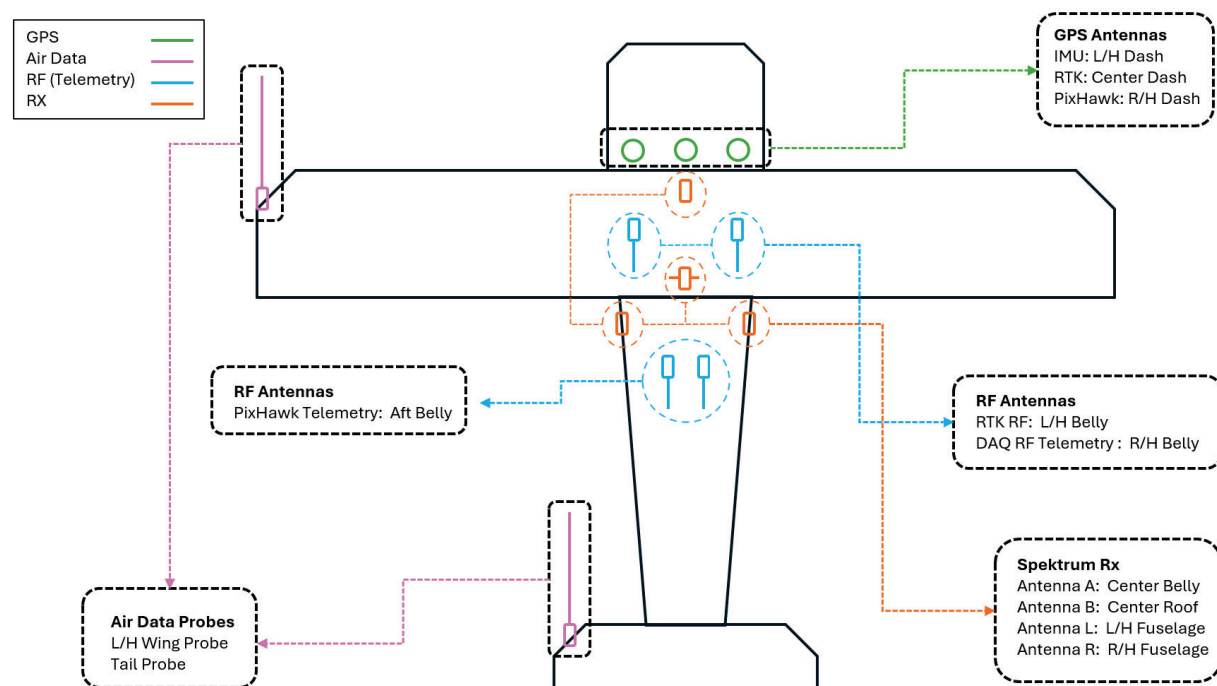 GPS
Air Data
RF (Telemetry)
RX
GPS Antennas
IMU: L/H Dash
RTK: Center Dash
PixHawk: R/H Dash
RF Antennas
PixHawk Telemetry: Aft Belly
RF Antennas
RTK RF: L/H Belly
DAQ RF Telemetry : R/H Belly
Spektrum Rx
Antenna A: Center Belly
Antenna B: Center Roof
Antenna L: L/H Fuselage
Antenna R: R/H Fuselage
Air Data Probes
L/H Wing Probe
Tail Probe